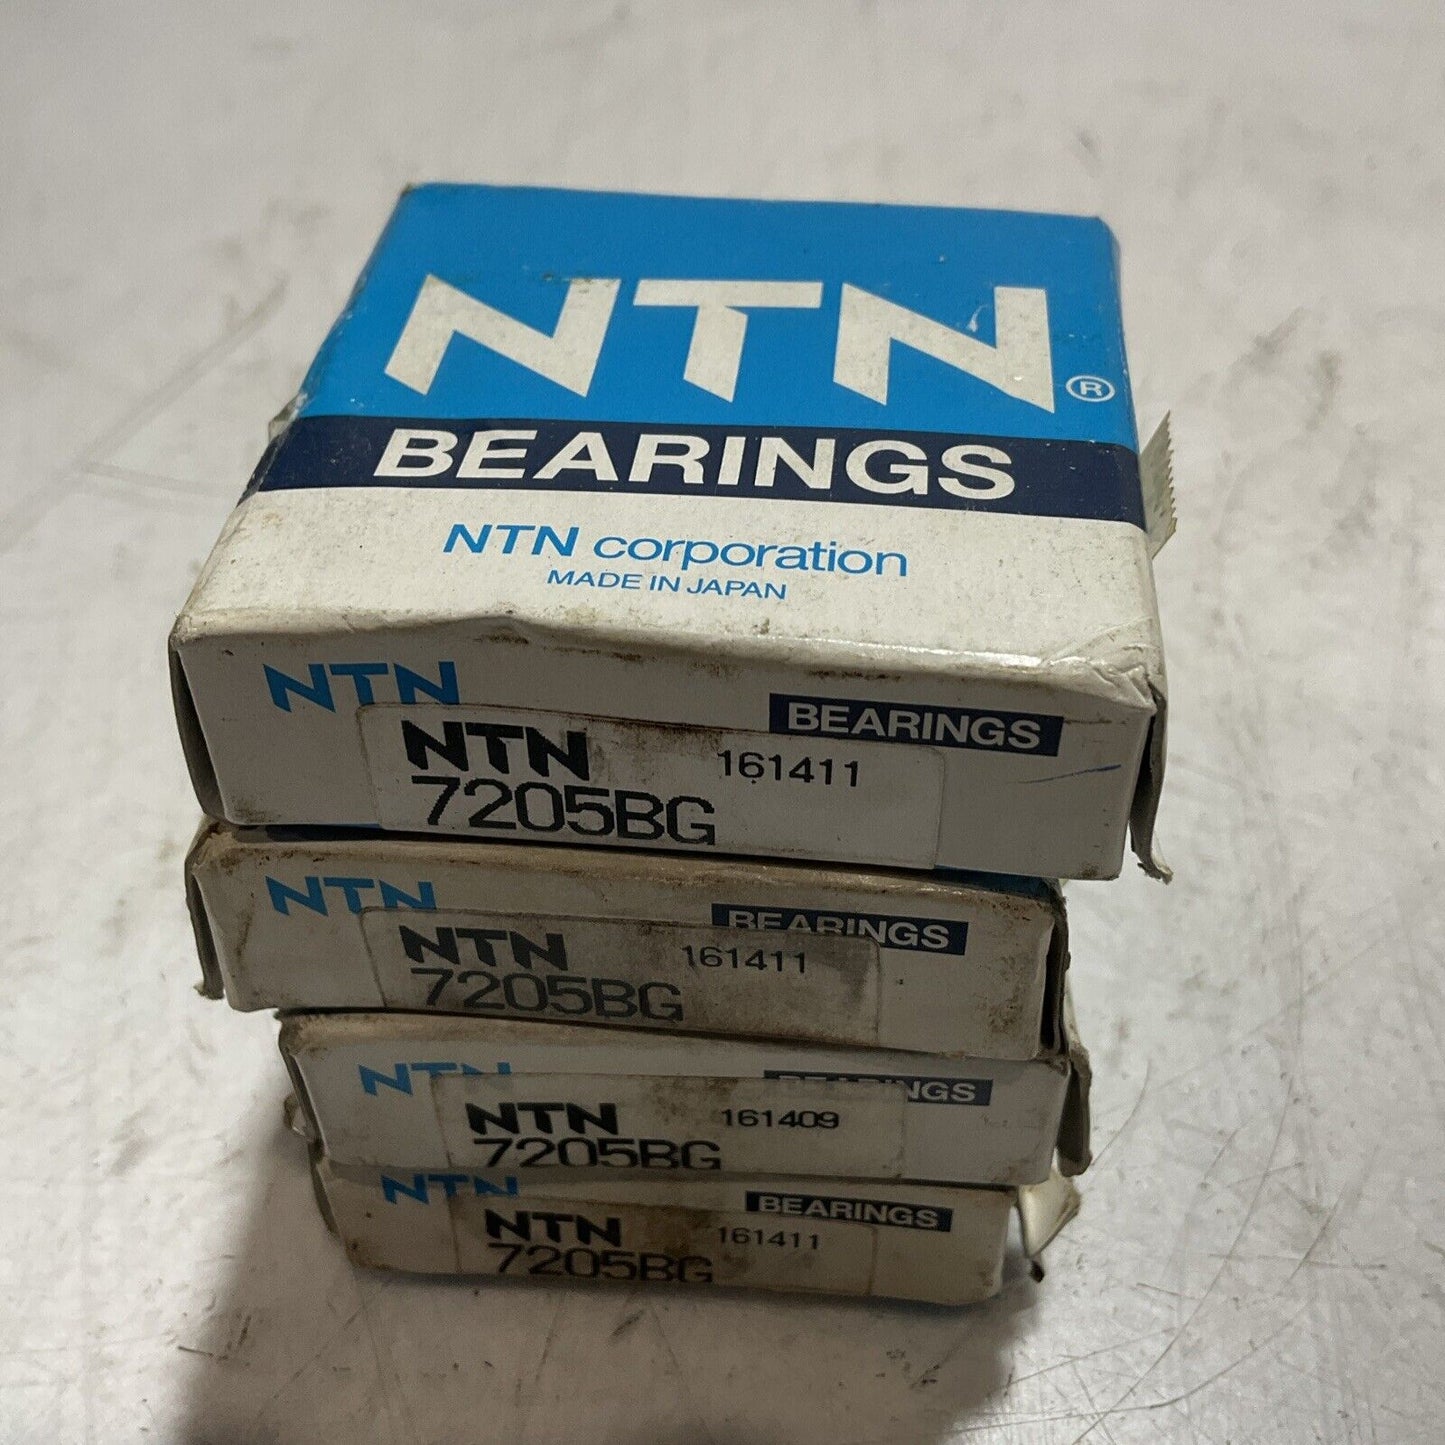 NTN®
BEARINGS
NTN corporation
MADE IN JAPAN
NTN BEARINGS
NTN 161411
7205BG
NTN BEARINGS
NTN 161411
7205BG
NTN BEARINGS
NTN 161409
7205BG
NTN BEARINGS
NTN 161411
7205BG